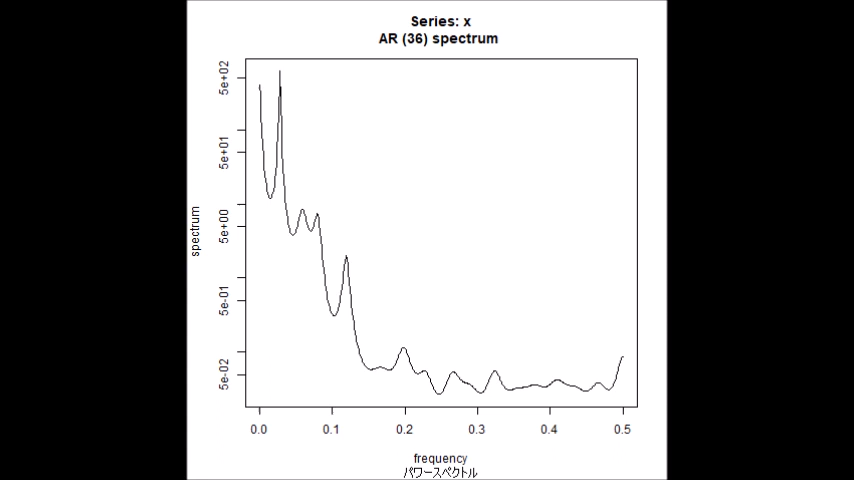 Series: x
AR (36) spectrum
spectrum
5e+02
5e+01
5e+00
5e-01
5e-02
0.0 0.1 0.2 0.3 0.4 0.5
frequency
パワースペクトル